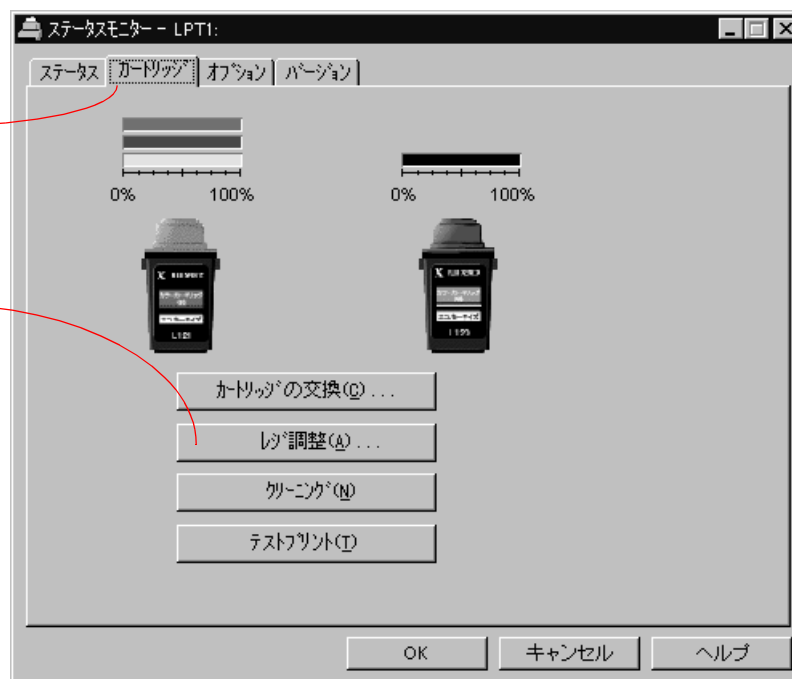 ステータスモニター - LPT1:
ステータス カートリッジ オプション バージョン
0% 100% 0% 100%
カートリッジの交換(C)...
レジ調整(A)...
クリーニング(N)
テストプリント(T)
OK キャンセル ヘルプ